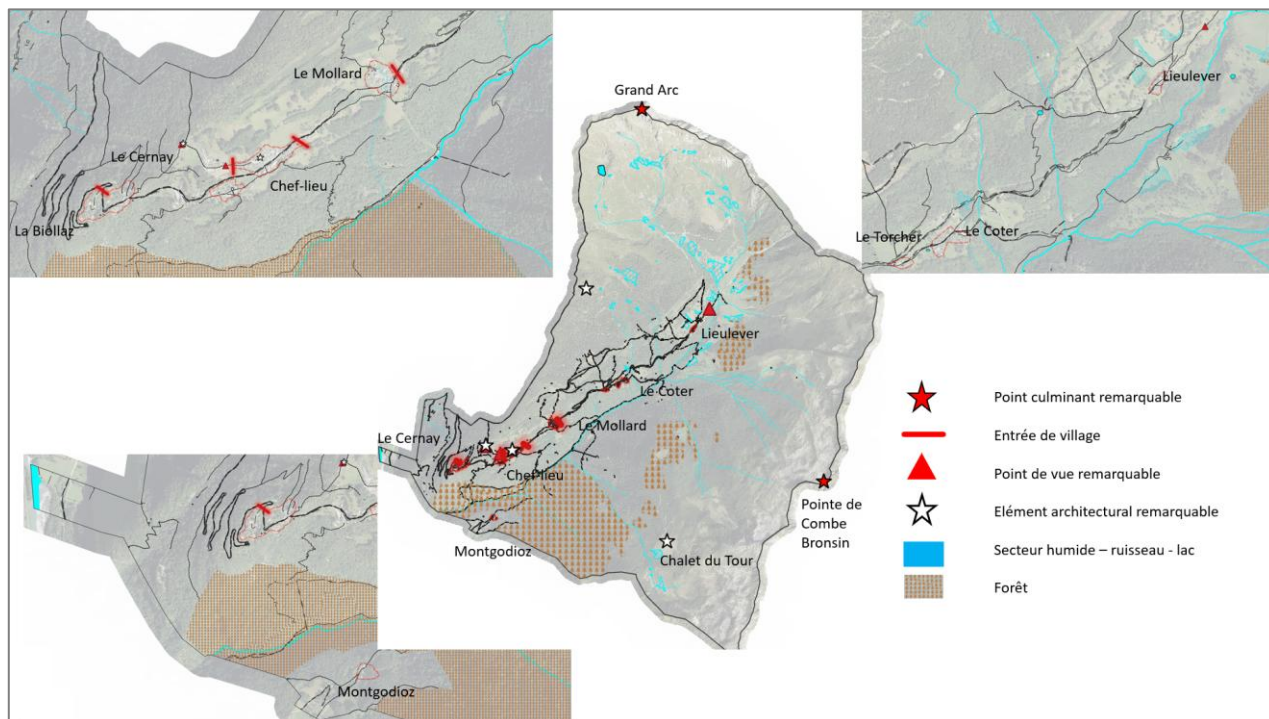 Le Mollard
Le Cernay
Chef-lieu
La Biollaz
Grand Arc
Lieulever
Le Torcher
Le Coter
Lieulever
Le Coter
Le Mollard
Le Cernay
Chef lieu
Montgodioz
Chalet du Tour
Pointe de
Combe
Bronsin
Montgodioz
Point culminant remarquable
Entrée de village
Point de vue remarquable
Elément architectural remarquable
Secteur humide – ruisseau - lac
Forêt